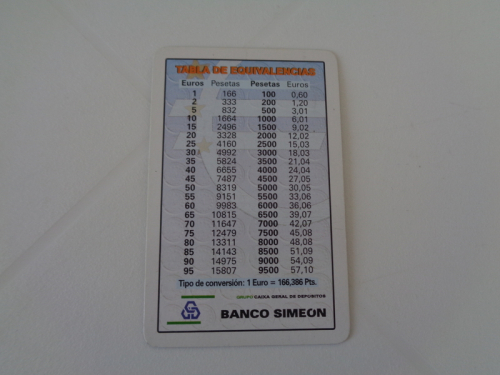 TABLA DE EQUIVALENCIAS
Euros Pesetas Pesetas Euros
1 166 100 0,60
2 333 200 1,20
5 832 500 3,01
10 1664 1000 6,01
15 2496 1500 9,02
20 3328 2000 12,02
25 4160 2500 15,03
30 4992 3000 18,03
35 5824 3500 21,04
40 6655 4000 24,04
45 7487 4500 27,05
50 8319 5000 30,05
55 9151 5500 33,06
60 9983 6000 36,06
65 10815 6500 39,07
70 11647 7000 42,07
75 12479 7500 45,08
80 13311 8000 48,08
85 14143 8500 51,09
90 14975 9000 54,09
95 15807 9500 57,10
Tipo de conversión: 1 Euro = 166,386 Pts.
GRUPO CAIXA GERAL DE DEPOSITOS
BANCO SIMEÓN